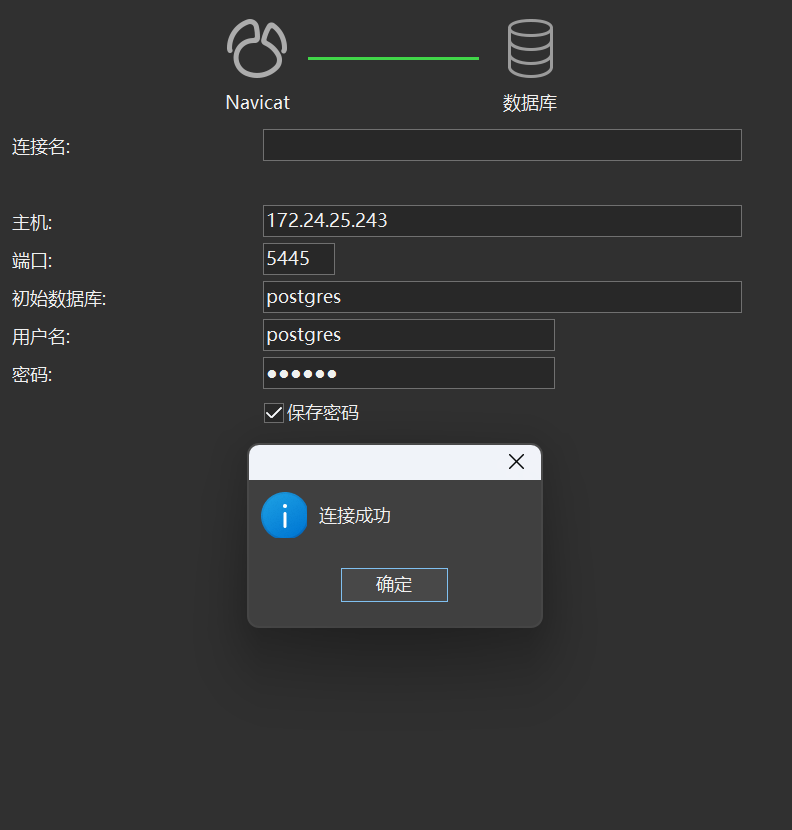 Navicat
数据库
连接名:
主机:
172.24.25.243
端口:
5445
初始数据库:
postgres
用户名:
postgres
密码:
●●●●●●
保存密码
连接成功
确定